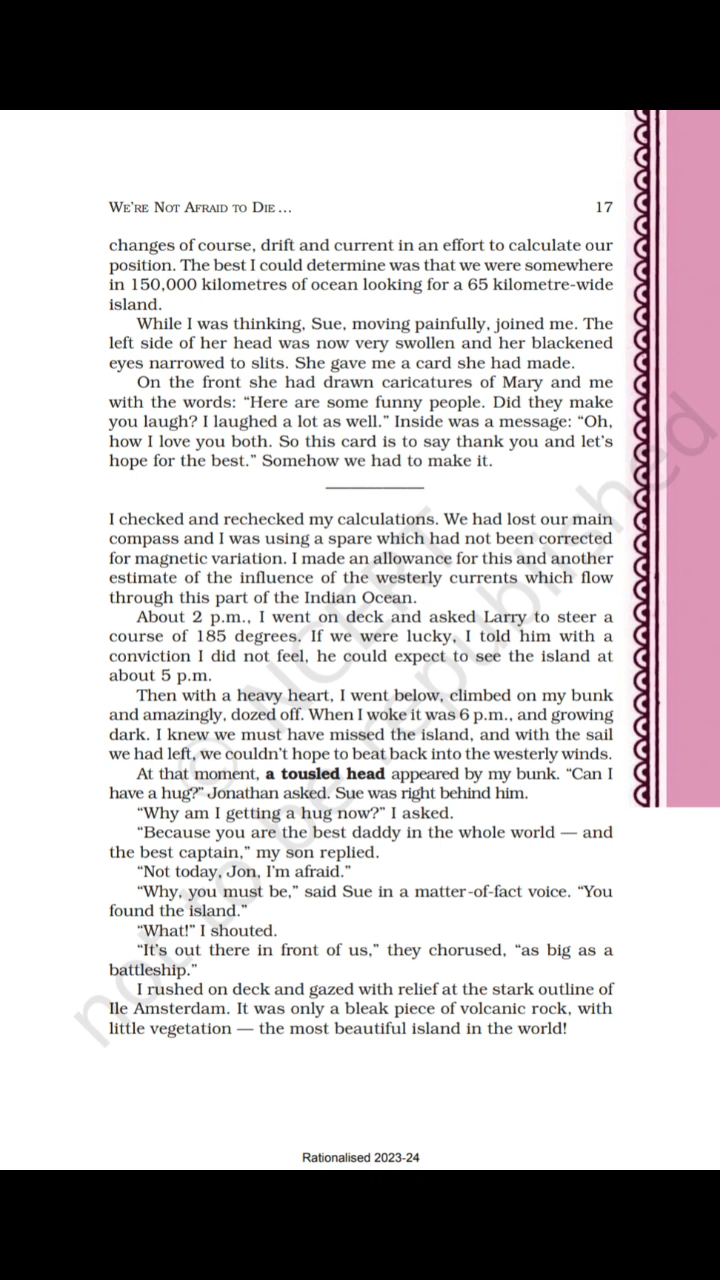 WE'RE NOT AFRAID TO DIE... 17
changes of course, drift and current in an effort to calculate our
position. The best I could determine was that we were somewhere
in 150,000 kilometres of ocean looking for a 65 kilometre-wide
island.
While I was thinking, Sue, moving painfully, joined me. The
left side of her head was now very swollen and her blackened
eyes narrowed to slits. She gave me a card she had made.
On the front she had drawn caricatures of Mary and me
with the words: “Here are some funny people. Did they make
you laugh? I laughed a lot as well.” Inside was a message: “Oh,
how I love you both. So this card is to say thank you and let's
hope for the best.” Somehow we had to make it.
I checked and rechecked my calculations. We had lost our main
compass and I was using a spare which had not been corrected
for magnetic variation. I made an allowance for this and another
estimate of the influence of the westerly currents which flow
through this part of the Indian Ocean.
About 2 p.m., I went on deck and asked Larry to steer a
course of 185 degrees. If we were lucky, I told him with a
conviction I did not feel, he could expect to see the island at
about 5 p.m.
Then with a heavy heart, I went below, climbed on my bunk
and amazingly, dozed off. When I woke it was 6 p.m., and growing
dark. I knew we must have missed the island, and with the sail
we had left, we couldn't hope to beat back into the westerly winds.
At that moment, a tousled head appeared by my bunk. “Can I
have a hug?” Jonathan asked. Sue was right behind him.
“Why am I getting a hug now?” I asked.
“Because you are the best daddy in the whole world — and
the best captain,” my son replied.
“Not today, Jon, I'm afraid.”
“Why, you must be,” said Sue in a matter-of-fact voice. “You
found the island.”
“What!” I shouted.
“It's out there in front of us,” they chorused, “as big as a
battleship.”
I rushed on deck and gazed with relief at the stark outline of
Ile Amsterdam. It was only a bleak piece of volcanic rock, with
little vegetation — the most beautiful island in the world!
© NCERT
not to be republished
Rationalised 2023-24